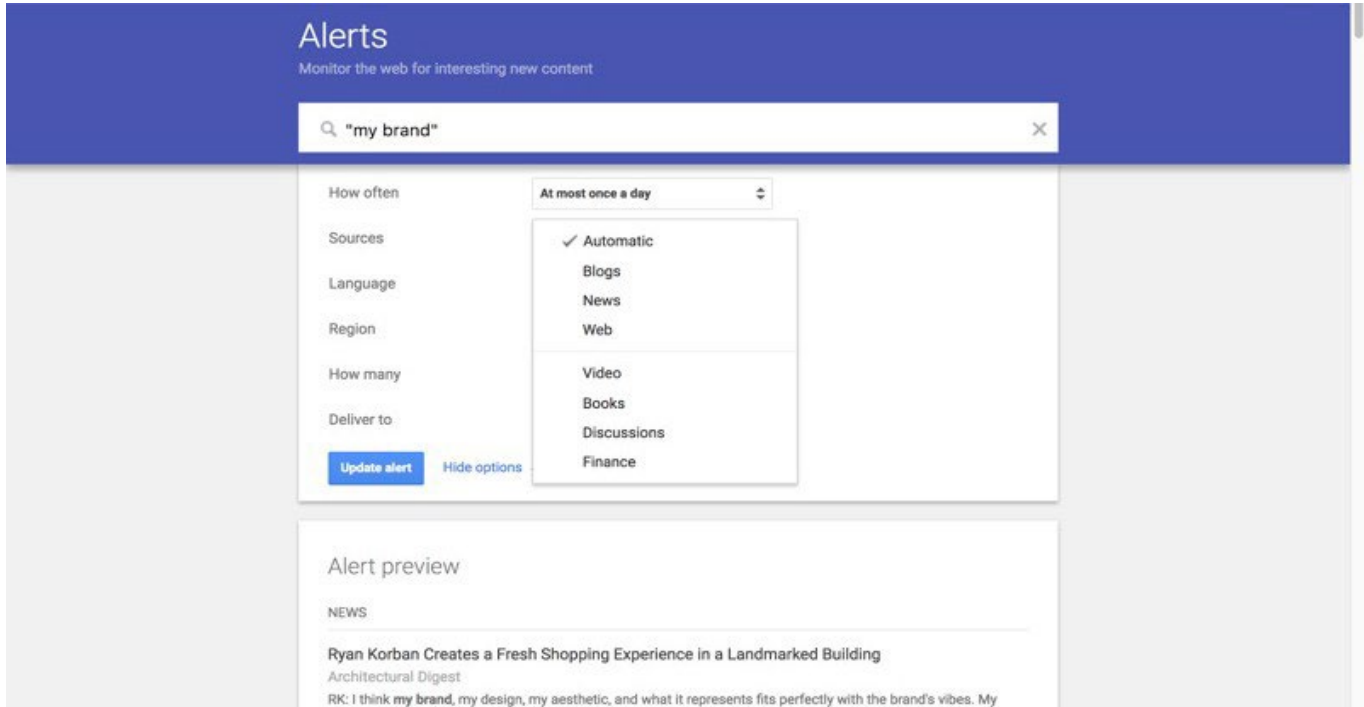 Alerts
Monitor the web for interesting new content
"my brand"
How often At most once a day
Sources
Automatic
Blogs
Language
News
Region
Web
How many
Video
Books
Deliver to
Discussions
Update alert Hide options Finance
Alert preview
NEWS
Ryan Korban Creates a Fresh Shopping Experience in a Landmarked Building
Architectural Digest
RK: I think my brand, my design, my aesthetic, and what it represents fits perfectly with the brand's vibes. My